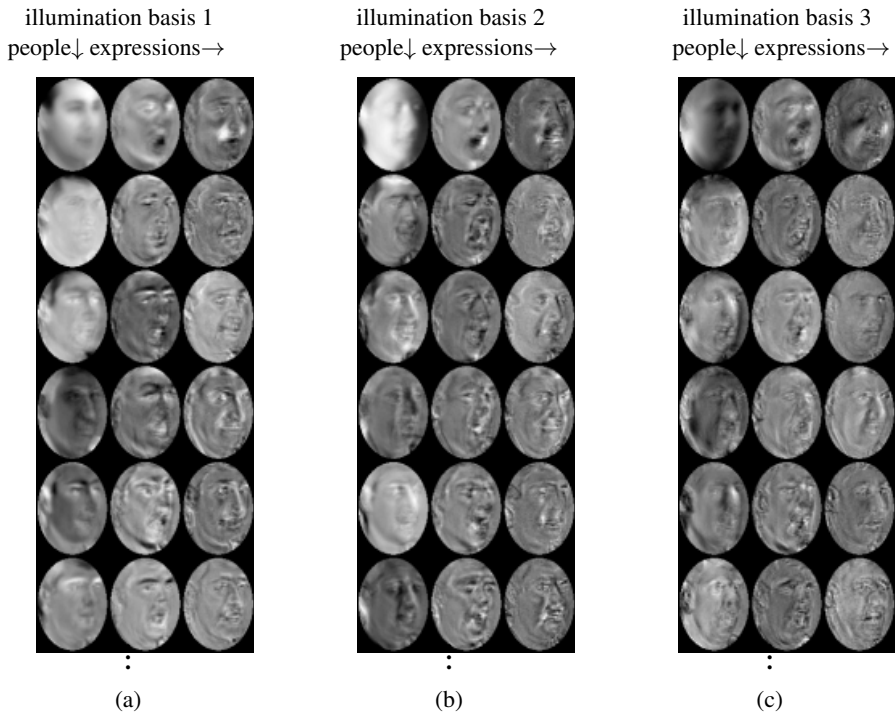 illumination basis 1
people↓ expressions→
illumination basis 2
people↓ expressions→
illumination basis 3
people↓ expressions→
⋮
⋮
⋮
(a)
(b)
(c)